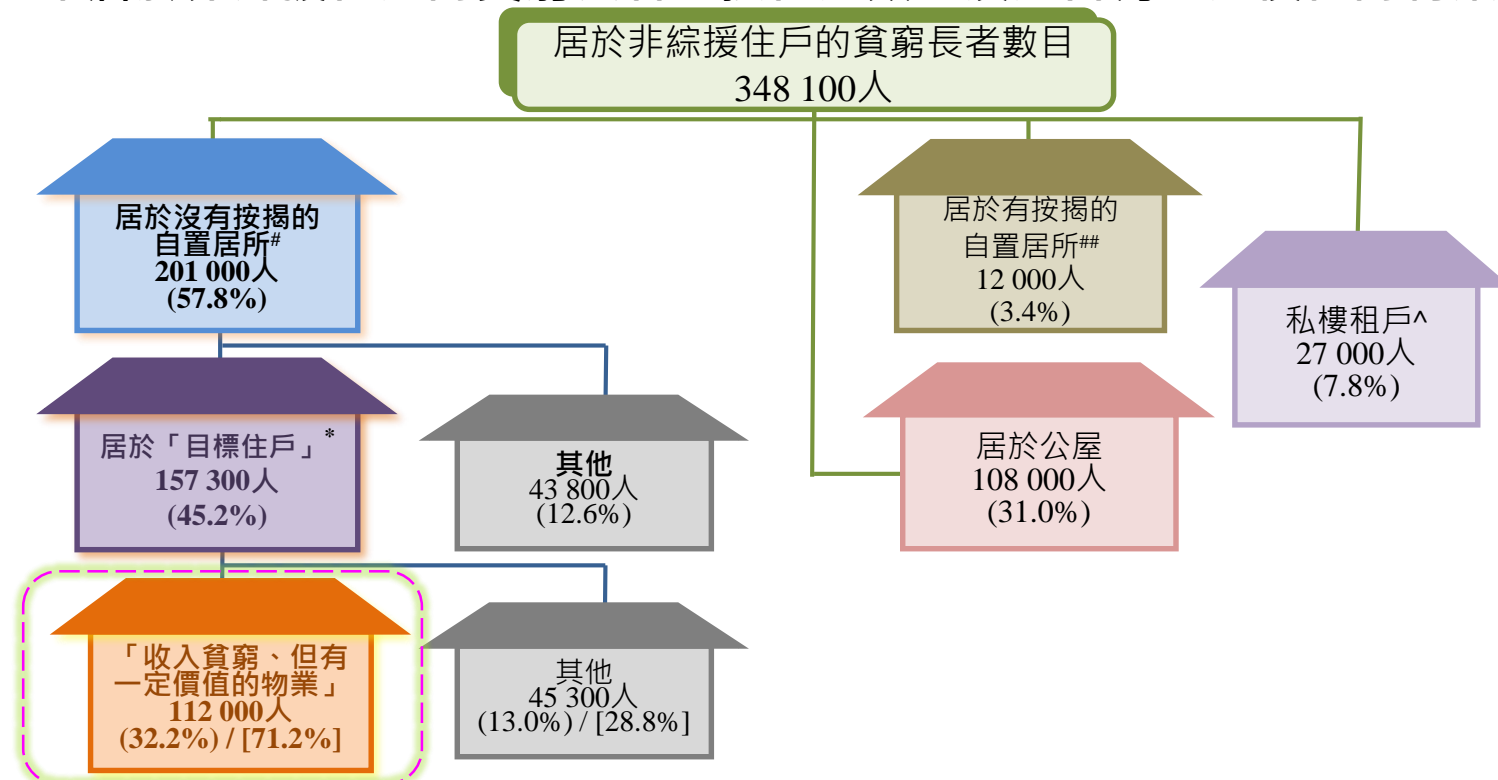 居於非綜援住戶的貧窮長者數目
348 100人
居於沒有按揭的
自置居所#
201 000人
(57.8%)
居於有按揭的
自置居所##
12 000人
(3.4%)
私樓租戶^
27 000人
(7.8%)
居於「目標住戶」*
157 300人
(45.2%)
其他
43 800人
(12.6%)
居於公屋
108 000人
(31.0%)
「收入貧窮、但有
一定價值的物業」
112 000人
(32.2%) / [71.2%]
其他
45 300人
(13.0%) / [28.8%]